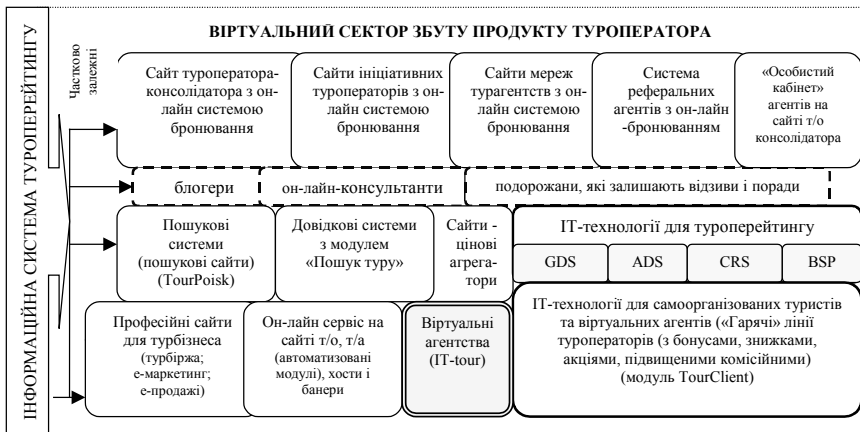 ІНФОРМАЦІЙНА СИСТЕМА ТУРОПЕРЕЙТИНГУ
ВІРТУАЛЬНИЙ СЕКТОР ЗБУТУ ПРОДУКТУ ТУРОПЕРАТОРА
Частково
залежні
Сайт туроператора-
консолідатора з он-
лайн системою
бронювання
Сайти ініціативних
туроператорів з он-
лайн системою
бронювання
Сайти мереж
турагентств з он-лайн
системою
бронювання
Система
реферальних
агентів з он-лайн
-бронюванням
«Особистий
кабінет»
агентів на
сайті т/о
консолідатора
блогери
он-лайн-консультанти
подорожани, які залишають відзиви і поради
Пошукові
системи
(пошукові сайти)
(TourPoisk)
Довідкові системи
з модулем
«Пошук туру»
Сайти -
цінові
агрега-
тори
ІТ-технології для туроперейтингу
GDS
ADS
CRS
BSP
Професійні сайти
для турбізнеса
(турбіржа;
е-маркетинг;
е-продажі)
Он-лайн сервіс на
сайті т/о, т/а
(автоматизовані
модулі), хости і
банери
Віртуальні
агентства
(IT-tour)
ІТ-технології для самоорганізованих туристів
та віртуальних агентів («Гарячі» лінії
туроператорів (з бонусами, знижками,
акціями, підвищеними комісійними)
(модуль TourClient)